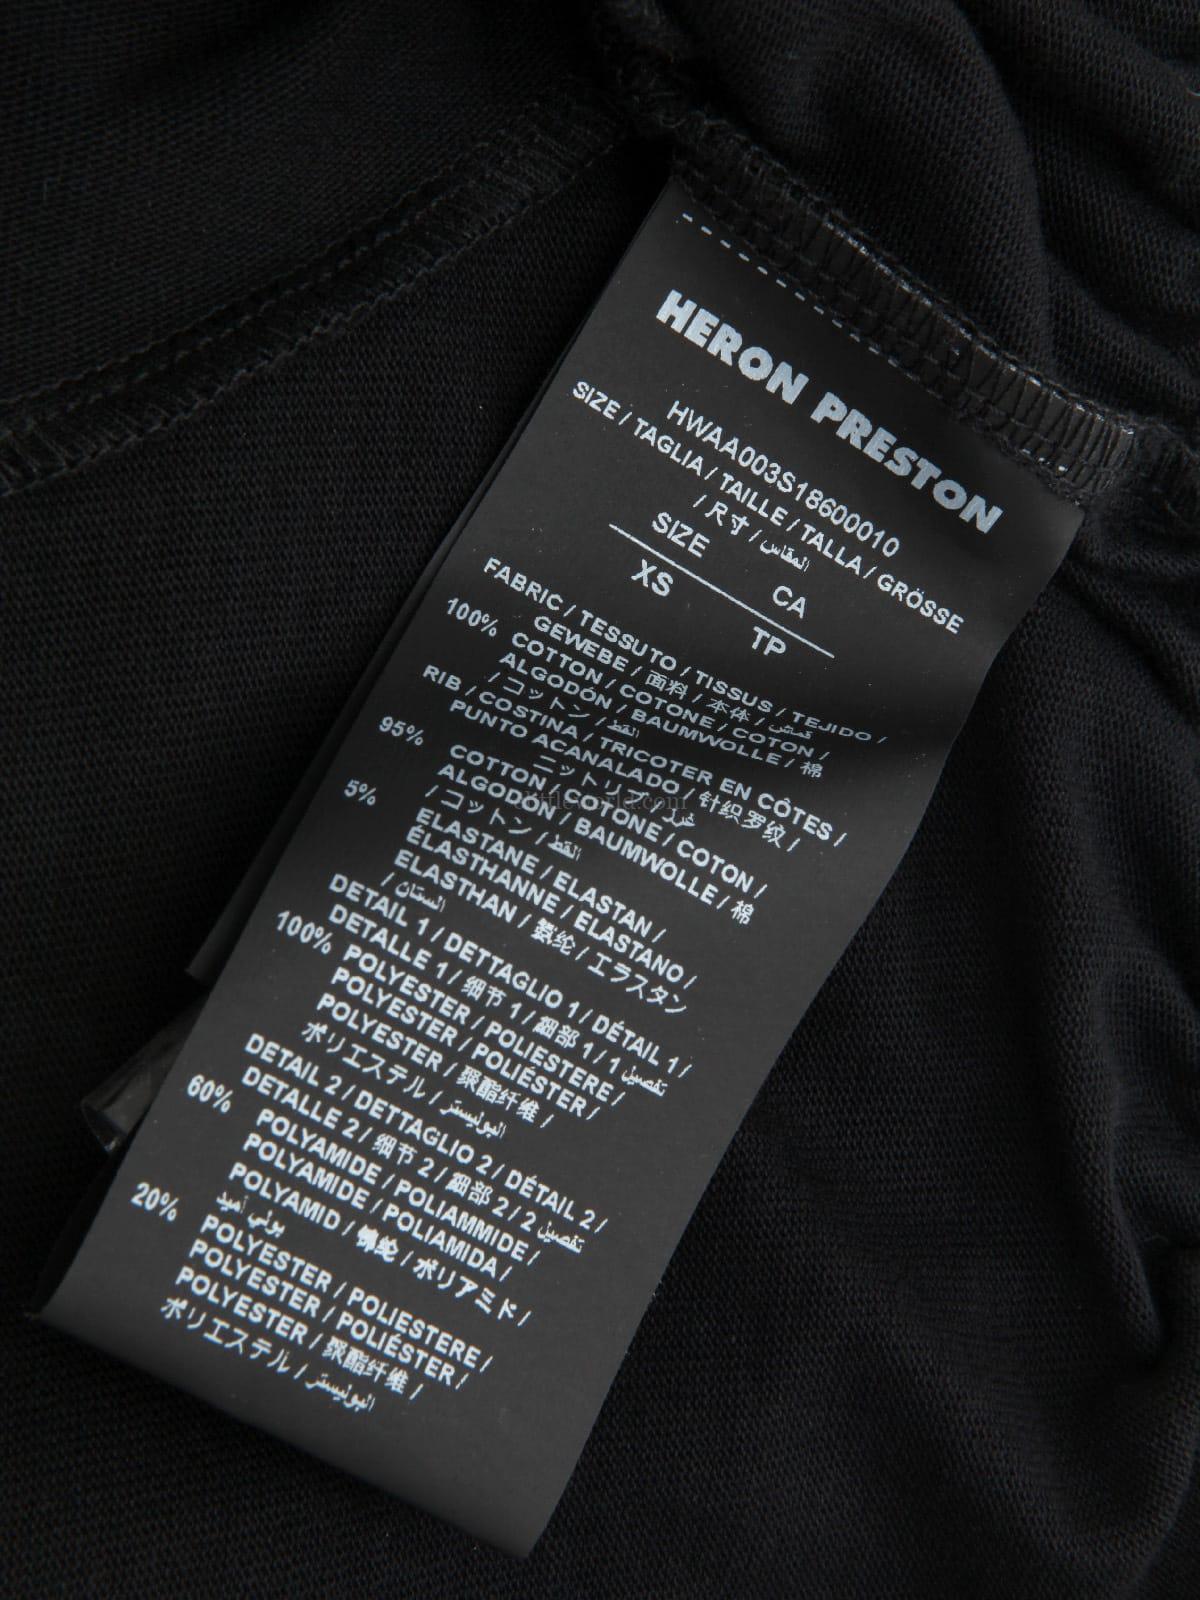 HERON PRESTON
HWAA003S18600010
SIZE / TAGLIA / TAILLE / TALLA / GRÖSSE
/ 尺寸 / المقاس
SIZE CA
XS TP
FABRIC / TESSUTO / TISSUS / TEJIDO /
GEWEBE / 面料 / 本体 / قماش
100% COTTON / COTONE / COTON /
ALGODÓN / BAUMWOLLE / 棉
/ コットン / القط
RIB / COSTINA / TRICOTER EN CÔTES /
PUNTO ACANALADO / 针织罗纹 /
ニットリブ /
95% COTTON / COTONE / COTON /
ALGODÓN / BAUMWOLLE / 棉
/ コットン / القط
5% ELASTANE / ELASTAN /
ÉLASTHANNE / ELASTANO /
ELASTHAN / 氨纶 / エラスタン
/ الستان
DETAIL 1 / DETTAGLIO 1 / DÉTAIL 1 /
DETALLE 1 / 细节 1 / 細部 1 / 1 تفصيل
100% POLYESTER / POLIESTERE /
POLYESTER / POLIÉSTER /
POLYESTER / 聚酯纤维 /
ポリエステル / البوليستر
DETAIL 2 / DETTAGLIO 2 / DÉTAIL 2 /
DETALLE 2 / 细节 2 / 細部 2 / 2 تفصيل
60% POLYAMIDE / POLIAMMIDE /
POLYAMIDE / POLIAMIDA /
POLYAMID / 锦纶 / ポリアミド /
بولي أميد
20% POLYESTER / POLIESTERE /
POLYESTER / POLIÉSTER /
POLYESTER / 聚酯纤维 /
ポリエステル / البوليستر